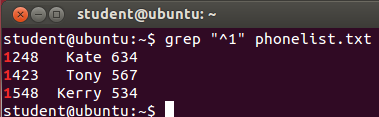 student@ubuntu: ~
student@ubuntu:~$ grep "^1" phonelist.txt
1248   Kate 634
1423   Tony 567
1548  Kerry 534
student@ubuntu:~$